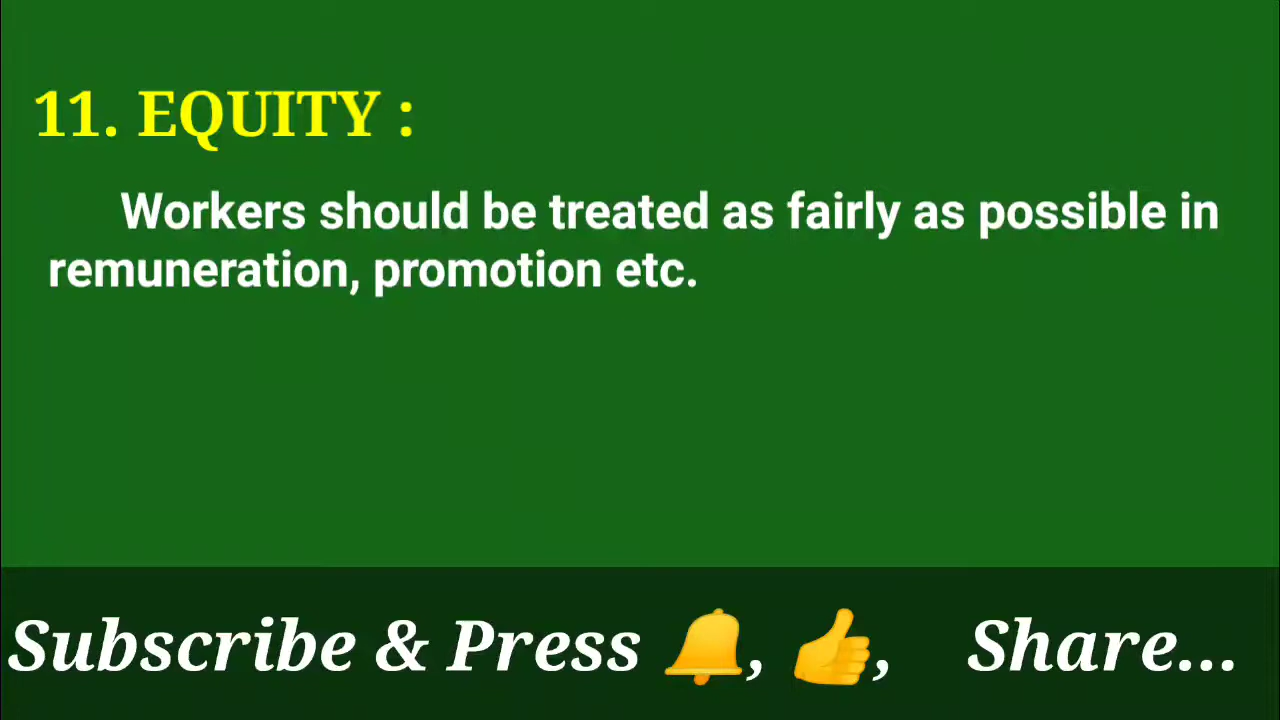 11. EQUITY :
Workers should be treated as fairly as possible in
remuneration, promotion etc.
Subscribe & Press 🔔, 👍, Share...